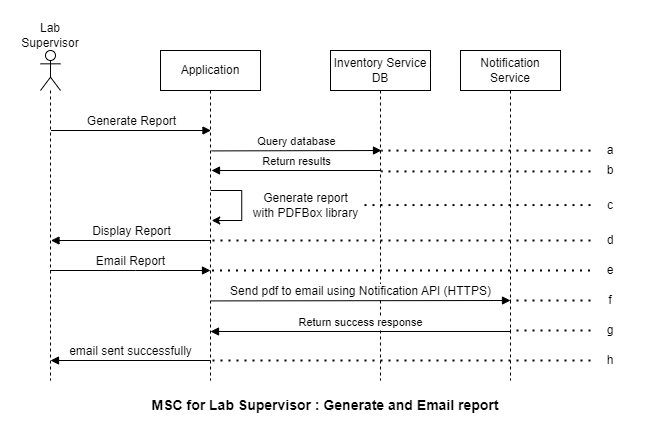 Lab
Supervisor
Application
Inventory Service
DB
Notification
Service
Generate Report
Query database
a
Return results
b
Generate report
with PDFBox library
c
Display Report
d
Email Report
e
Send pdf to email using Notification API (HTTPS)
f
Return success response
g
email sent successfully
h
MSC for Lab Supervisor : Generate and Email report